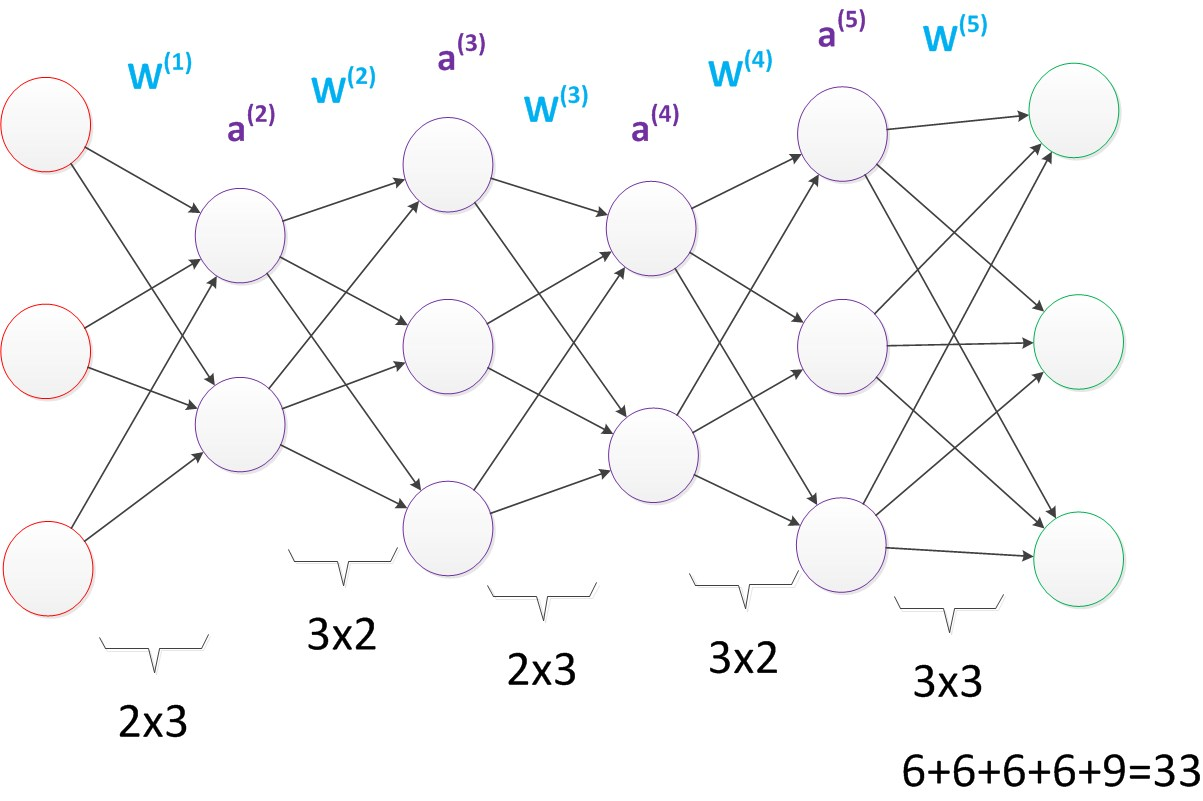 W(1)
a(2)
W(2)
a(3)
W(3)
a(4)
W(4)
a(5)
W(5)
2x3
3x2
2x3
3x2
3x3
6+6+6+6+9=33